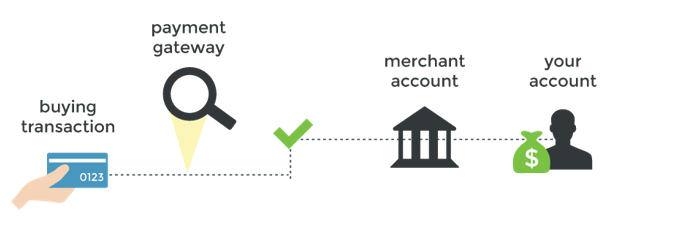 payment
gateway
merchant
account
your
account
buying
transaction
0123
$